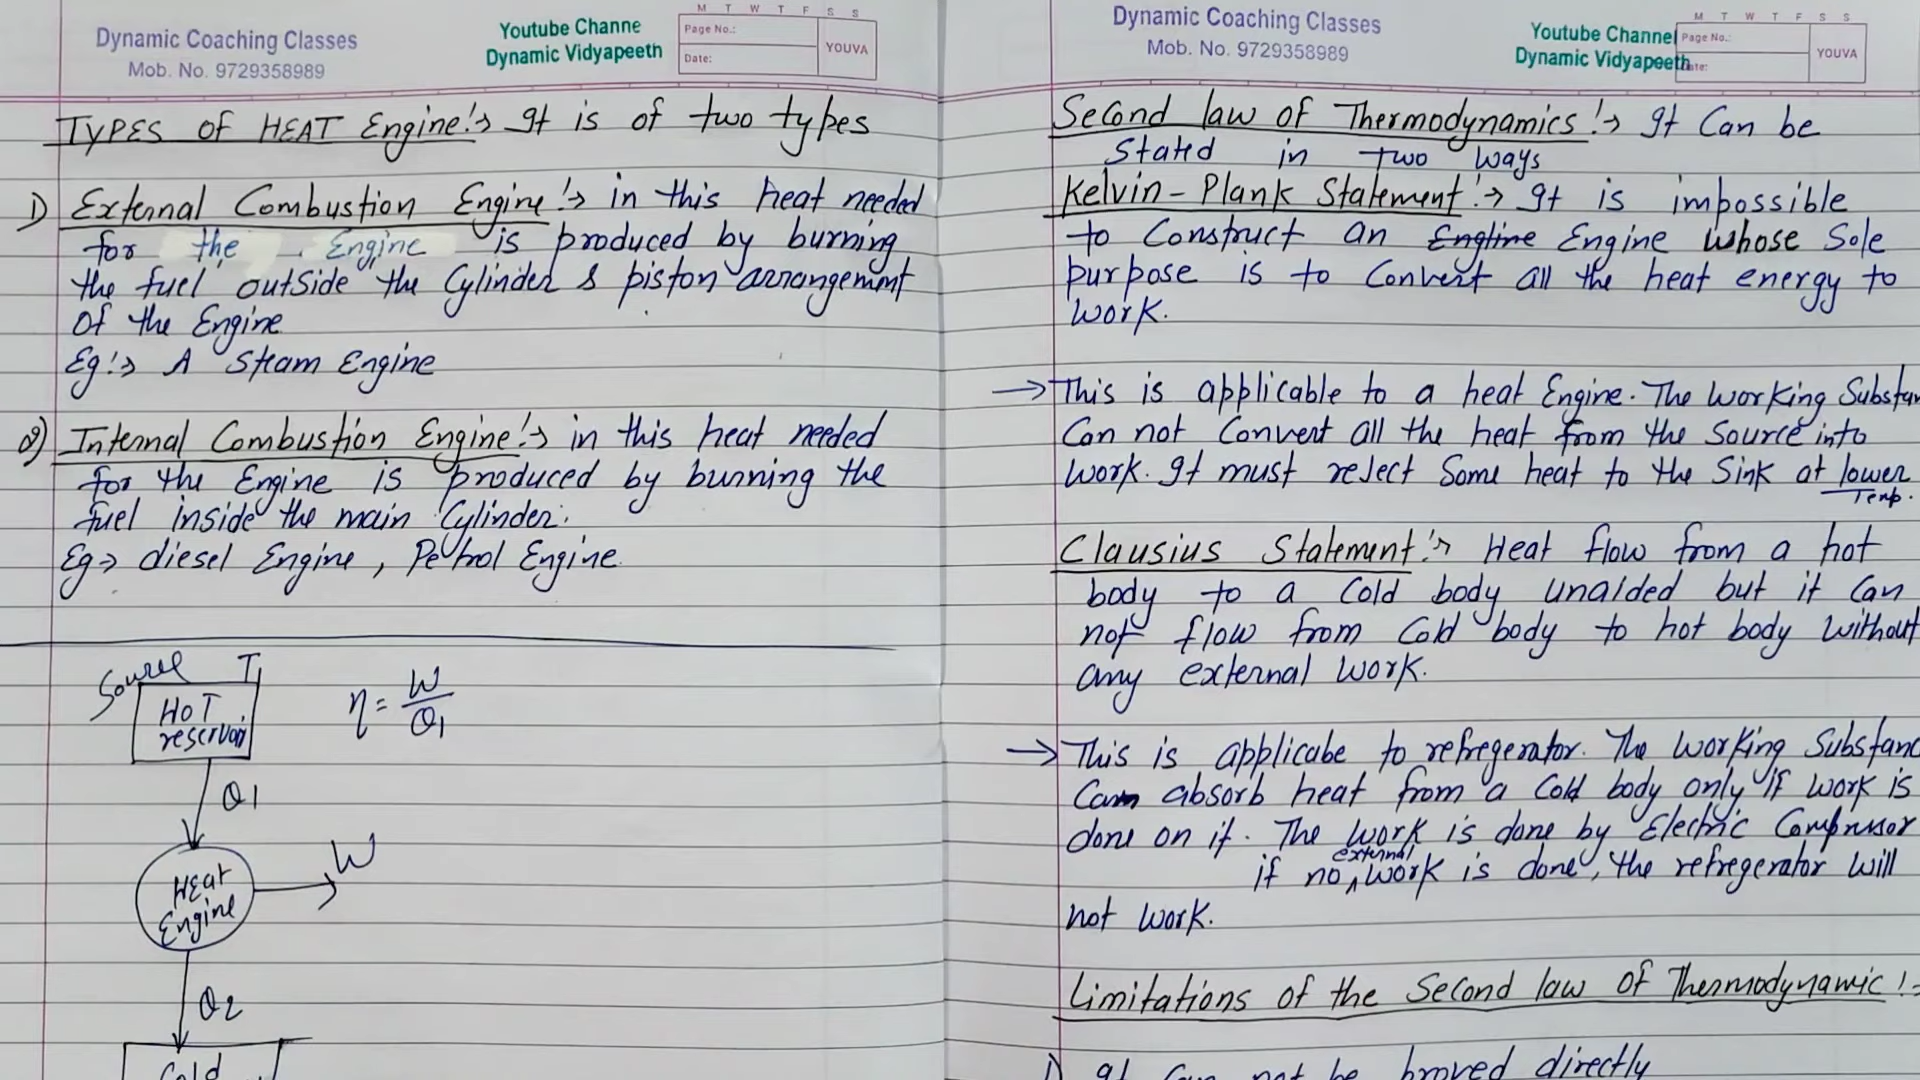 Dynamic Coaching Classes
Mob. No. 9729358989
Youtube Channe
Dynamic Vidyapeeth
M T W T F S S
Page No.:
Date:
YOUVA
TYPES OF HEAT Engine:→ It is of two types
1) External Combustion Engine:→ in this heat needed
for the Engine is produced by burning
the fuel outside the Cylinder & piston arrangement
of the Engine
Eg:→ A Steam Engine
2) Internal Combustion Engine:→ in this heat needed
for the Engine is produced by burning the
fuel inside the main Cylinder.
Eg→ diesel Engine, Petrol Engine
Source T1
HOT
reservoir
η = W/Q1
Q1
Heat
Engine
W
Q2
Cold
Dynamic Coaching Classes
Mob. No. 9729358989
Youtube Channel
Dynamic Vidyapeeth
M T W T F S S
Page No.:
ate:
YOUVA
Second law of Thermodynamics:→ It Can be
Stated in two ways
Kelvin-Plank Statement:→ It is impossible
to Construct an Engtine Engine whose Sole
purpose is to Convert all the heat energy to
work.
→ This is applicable to a heat Engine. The working Substan
Can not Convert all the heat from the Source into
work. It must reject Some heat to the Sink at lower
Temp.
Clausius Statement:→ Heat flow from a hot
body to a Cold body unaided but it Can
not flow from Cold body to hot body without
any external work.
→ This is applicabe to refregerator. The working Substanc
Can absorb heat from a Cold body only if work is
done on it. The work is done by Electric Compressor
if no external work is done, the refregerator will
not work.
Limitations of the Second law of Thermodynamic:-
1) It Can not be proved directly